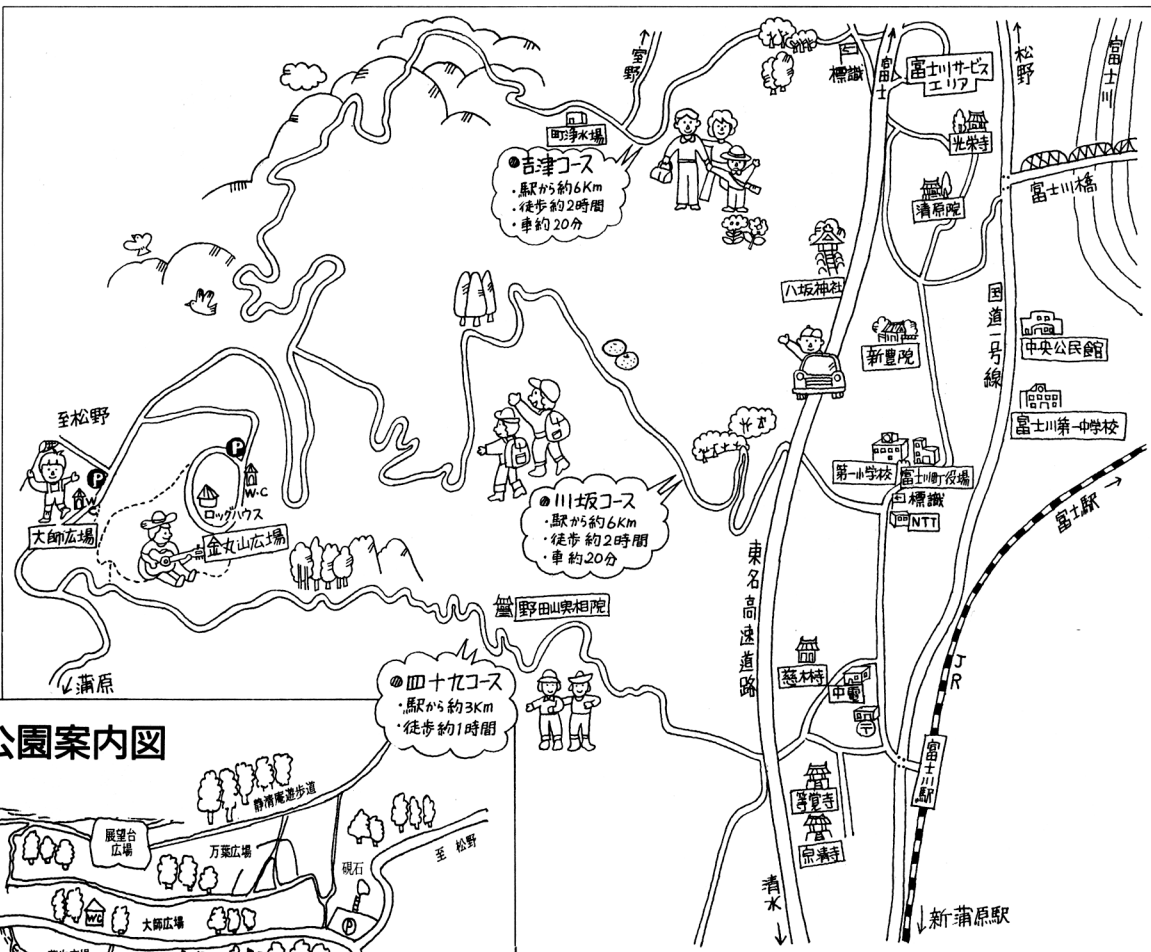 室野
標識
富士
富士川サービス
エリア
松野
富士川
町浄水場
光栄寺
●吉津コース
・駅から約6Km
・徒歩約2時間
・車約20分
富士川橋
清原院
八坂神社
国道一号線
新豊院
中央公民館
至松野
P
P
W.C
W.C
ロッグハウス
大師広場
金丸山広場
富士川第一中学校
第一小学校
富士川町役場
標識
NTT
富士駅
●川坂コース
・駅から約6Km
・徒歩約2時間
・車約20分
東名高速道路
野田山実相院
慈林寺
中電
〒
JR
蒲原
●四十九コース
・駅から約3Km
・徒歩約1時間
富士川駅
等覚寺
宗清寺
清水
新蒲原駅
公園案内図
静清庵遊歩道
展望台
広場
万葉広場
至 松野
硯石
WC
大師広場
P